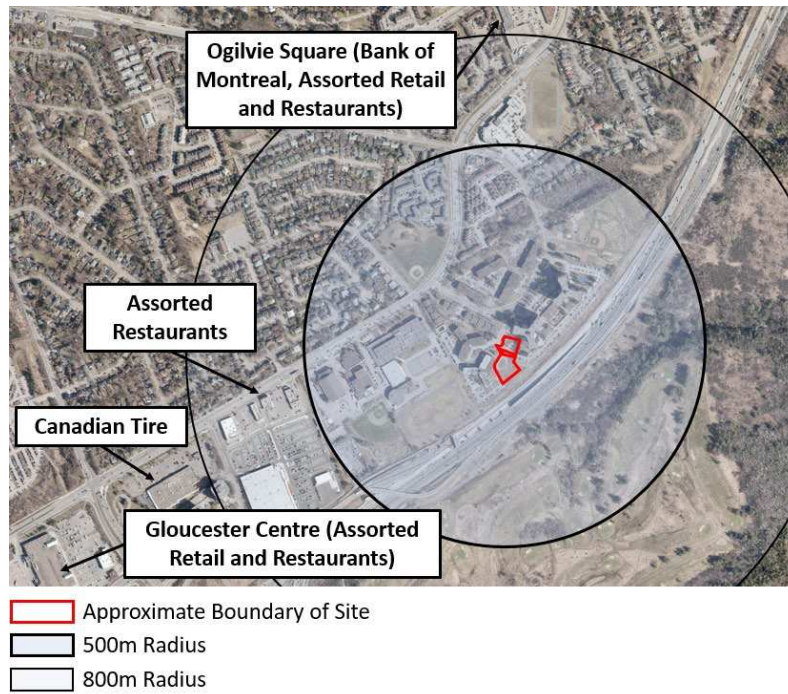 Ogilvie Square (Bank of
Montreal, Assorted Retail
and Restaurants)
Assorted
Restaurants
Canadian Tire
Gloucester Centre (Assorted
Retail and Restaurants)
Approximate Boundary of Site
500m Radius
800m Radius